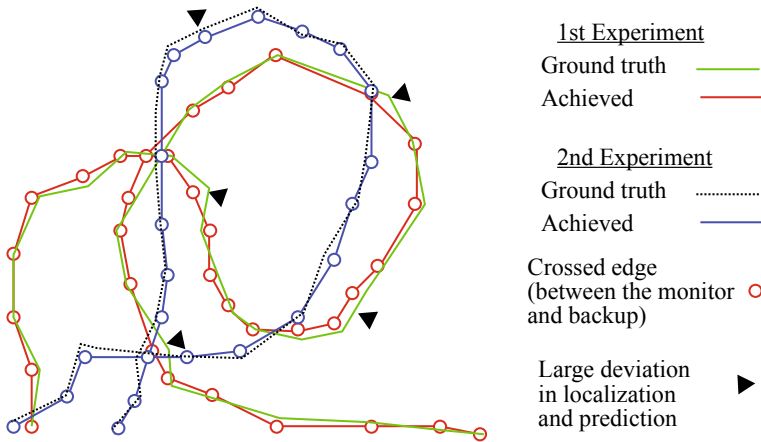 1st Experiment
Ground truth
Achieved
2nd Experiment
Ground truth
Achieved
Crossed edge
(between the monitor
and backup)
Large deviation
in localization
and prediction